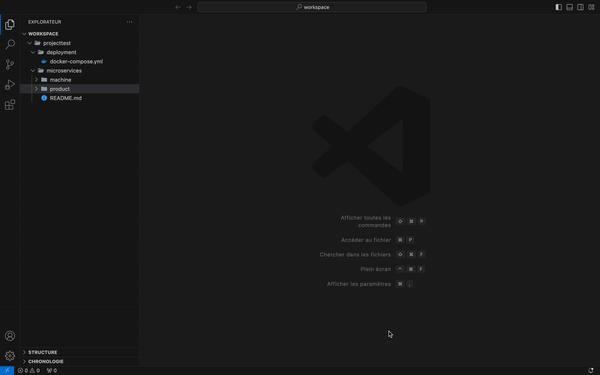 workspace
EXPLORATEUR
WORKSPACE
projecttest
deployment
docker-compose.yml
microservices
machine
product
README.md
Afficher toutes les
commandes ⇧ ⌘ P
Accéder au fichier ⌘ P
Chercher dans les fichiers ⇧ ⌘ F
Plein écran ^ ⌘ F
Afficher les paramètres ⌘ ,
STRUCTURE
CHRONOLOGIE
0 0 0